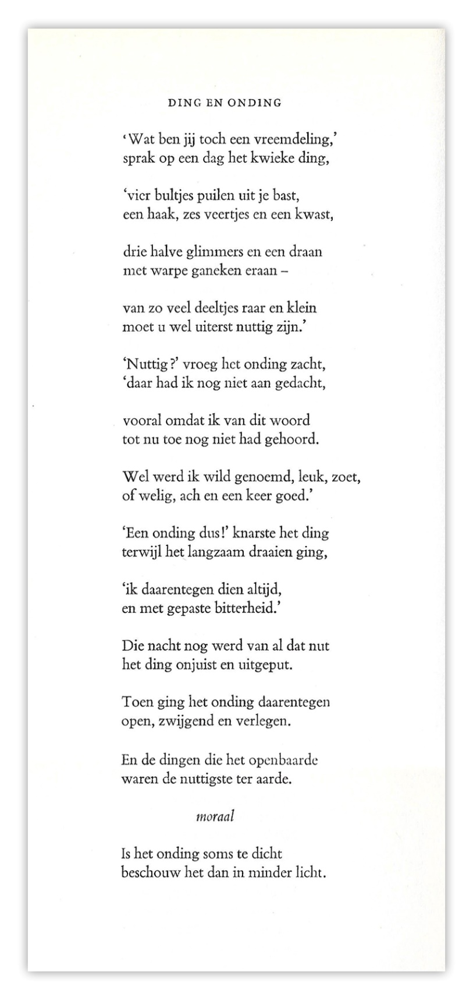 DING EN ONDING
‘Wat ben jij toch een vreemdeling,’
sprak op een dag het kwieke ding,
‘vier bultjes puilen uit je bast,
een haak, zes veertjes en een kwast,
drie halve glimmers en een draan
met warpe ganeken eraan –
van zo veel deeltjes raar en klein
moet u wel uiterst nuttig zijn.’
‘Nuttig?’ vroeg het onding zacht,
‘daar had ik nog niet aan gedacht,
vooral omdat ik van dit woord
tot nu toe nog niet had gehoord.
Wel werd ik wild genoemd, leuk, zoet,
of welig, ach en een keer goed.’
‘Een onding dus!’ knarste het ding
terwijl het langzaam draaien ging,
‘ik daarentegen dien altijd,
en met gepaste bitterheid.’
Die nacht nog werd van al dat nut
het ding onjuist en uitgeput.
Toen ging het onding daarentegen
open, zwijgend en verlegen.
En de dingen die het openbaarde
waren de nuttigste ter aarde.
moraal
Is het onding soms te dicht
beschouw het dan in minder licht.